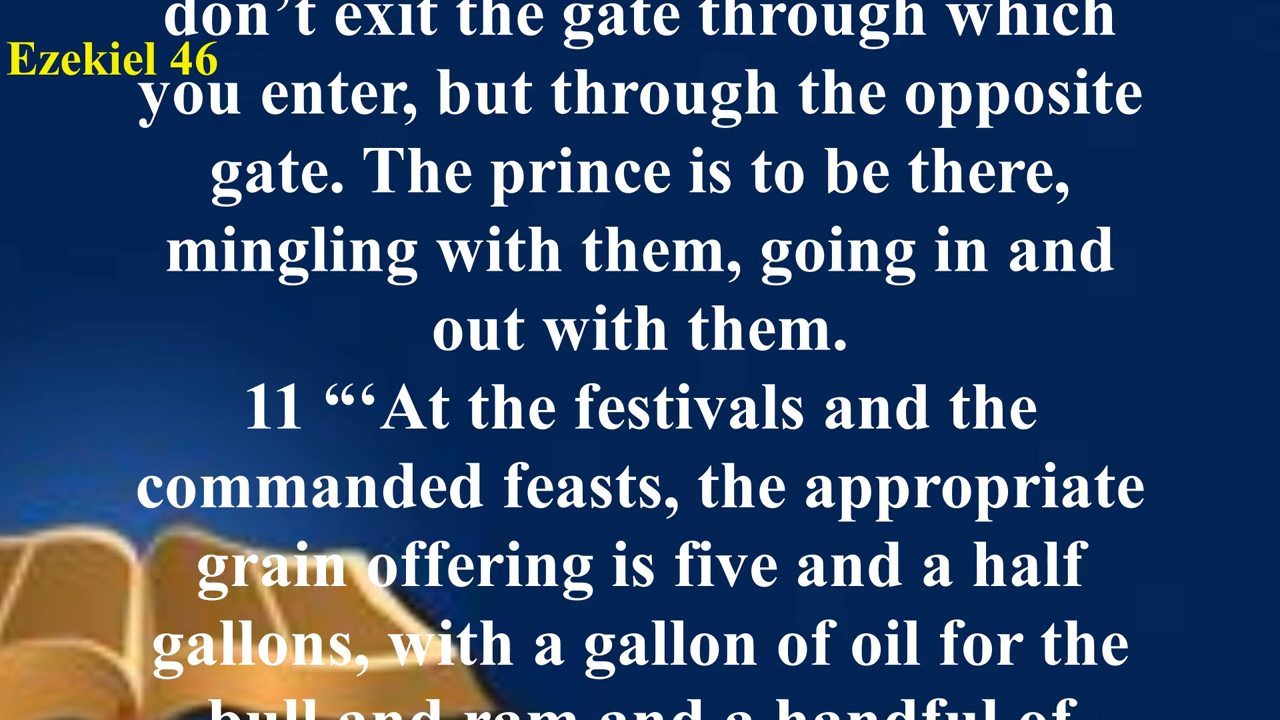 don’t exit the gate through which
Ezekiel 46
you enter, but through the opposite
gate. The prince is to be there,
mingling with them, going in and
out with them.
11 “‘At the festivals and the
commanded feasts, the appropriate
grain offering is five and a half
gallons, with a gallon of oil for the
bull and ram and a handful of